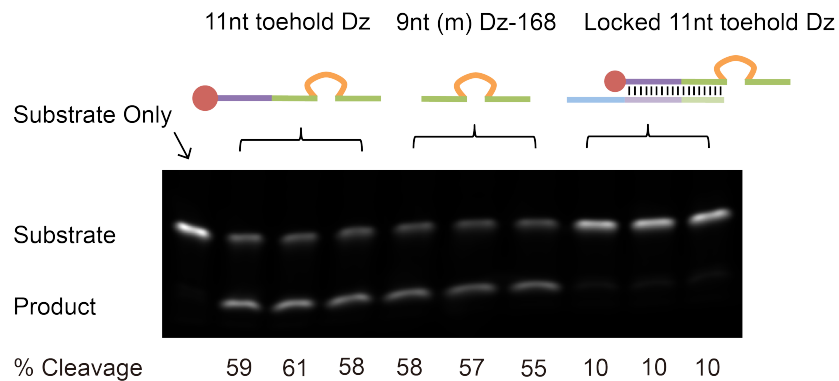 11nt toehold Dz 9nt (m) Dz-168 Locked 11nt toehold Dz
Substrate Only
Substrate
Product
% Cleavage 59 61 58 58 57 55 10 10 10